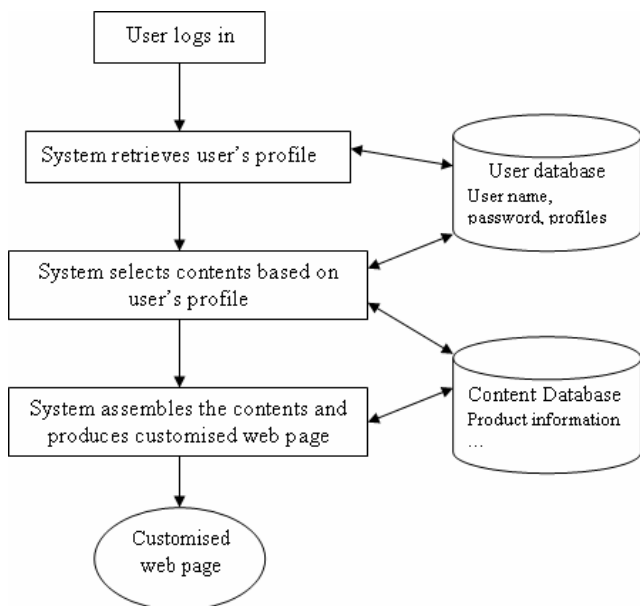 User logs in
System retrieves user's profile
User database
User name,
password, profiles
System selects contents based on
user's profile
System assembles the contents and
produces customised web page
Content Database
Product information
...
Customised
web page